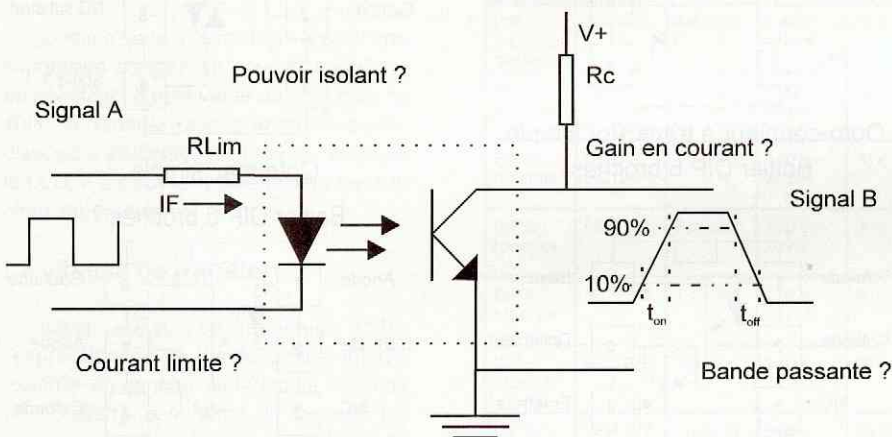 V+
Pouvoir isolant ?
Rc
Signal A
RLim
Gain en courant ?
IF
Signal B
90%
10%
ton
toff
Courant limite ?
Bande passante ?